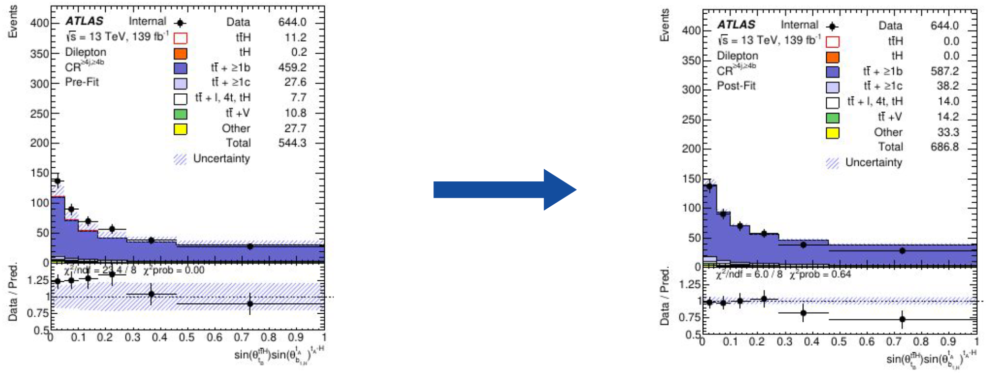 Events
ATLAS Internal
√s = 13 TeV, 139 fb⁻¹
Dilepton
CR≥4j,≥4b
Pre-Fit
Data 644.0
tt̄H 11.2
tH 0.2
tt̄ + ≥1b 459.2
tt̄ + ≥1c 27.6
tt̄ + l, 4t, tH 7.7
tt̄ +V 10.8
Other 27.7
Total 544.3
Uncertainty
400
350
300
250
200
150
100
50
0
χ²/ndf = 4 / 8 χ²prob = 0.00
Data / Pred.
1.25
1
0.75
0.5
0 0.1 0.2 0.3 0.4 0.5 0.6 0.7 0.8 0.9 1
Events
ATLAS Internal
√s = 13 TeV, 139 fb⁻¹
Dilepton
CR≥4j,≥4b
Post-Fit
Data 644.0
tt̄H 0.0
tH 0.0
tt̄ + ≥1b 587.2
tt̄ + ≥1c 38.2
tt̄ + l, 4t, tH 14.0
tt̄ +V 14.2
Other 33.3
Total 686.8
Uncertainty
400
350
300
250
200
150
100
50
0
χ²/ndf = 6.0 / 8 χ²prob = 0.64
Data / Pred.
1.25
1
0.75
0.5
0 0.1 0.2 0.3 0.4 0.5 0.6 0.7 0.8 0.9 1